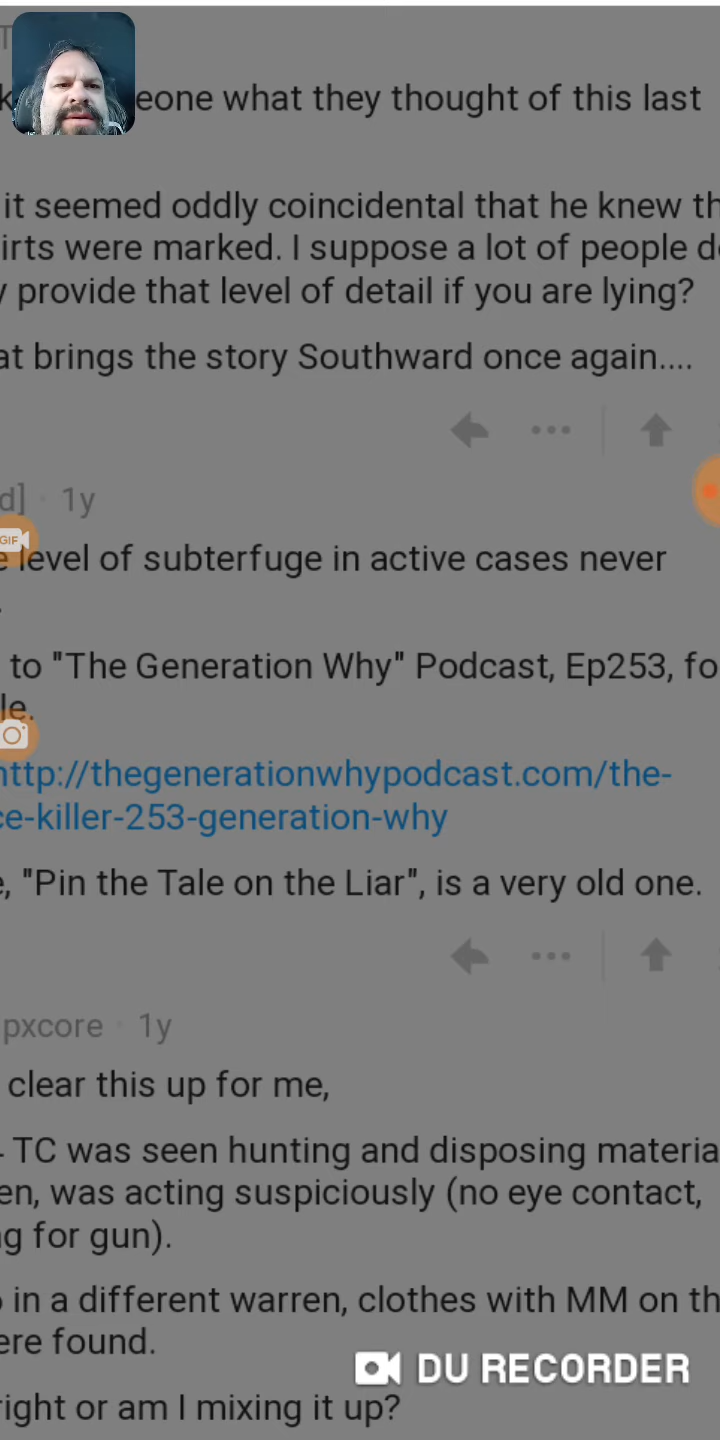 T
eone what they thought of this last
it seemed oddly coincidental that he knew th
irts were marked. I suppose a lot of people d
y provide that level of detail if you are lying?
at brings the story Southward once again....
d] · 1y
e level of subterfuge in active cases never
.
to "The Generation Why" Podcast, Ep253, fo
GIF
le.
http://thegenerationwhypodcast.com/the-
ce-killer-253-generation-why
e, "Pin the Tale on the Liar", is a very old one.
pxcore · 1y
clear this up for me,
TC was seen hunting and disposing materia
en, was acting suspiciously (no eye contact,
g for gun).
in a different warren, clothes with MM on th
ere found.
DU RECORDER
right or am I mixing it up?